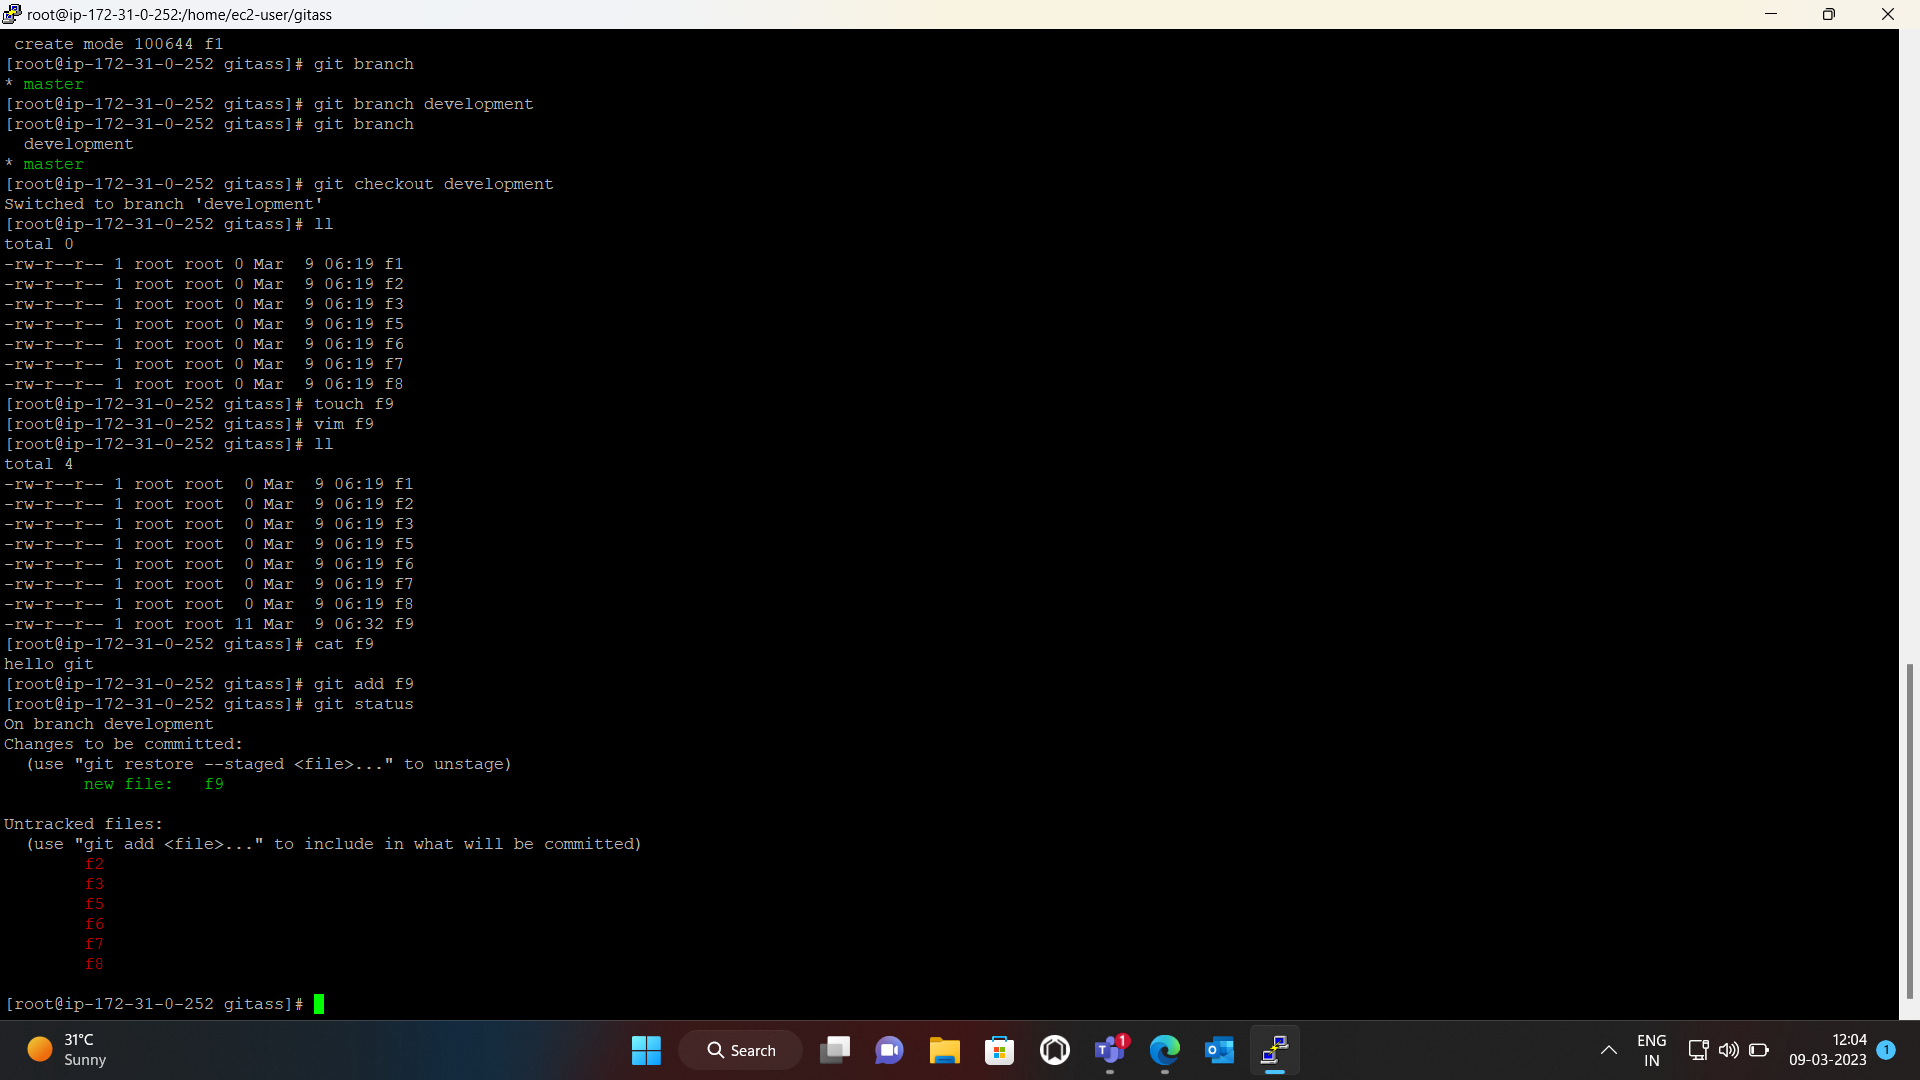 root@ip-172-31-0-252:/home/ec2-user/gitass
 create mode 100644 f1
[root@ip-172-31-0-252 gitass]# git branch
* master
[root@ip-172-31-0-252 gitass]# git branch development
[root@ip-172-31-0-252 gitass]# git branch
  development
* master
[root@ip-172-31-0-252 gitass]# git checkout development
Switched to branch 'development'
[root@ip-172-31-0-252 gitass]# ll
total 0
-rw-r--r-- 1 root root 0 Mar  9 06:19 f1
-rw-r--r-- 1 root root 0 Mar  9 06:19 f2
-rw-r--r-- 1 root root 0 Mar  9 06:19 f3
-rw-r--r-- 1 root root 0 Mar  9 06:19 f5
-rw-r--r-- 1 root root 0 Mar  9 06:19 f6
-rw-r--r-- 1 root root 0 Mar  9 06:19 f7
-rw-r--r-- 1 root root 0 Mar  9 06:19 f8
[root@ip-172-31-0-252 gitass]# touch f9
[root@ip-172-31-0-252 gitass]# vim f9
[root@ip-172-31-0-252 gitass]# ll
total 4
-rw-r--r-- 1 root root  0 Mar  9 06:19 f1
-rw-r--r-- 1 root root  0 Mar  9 06:19 f2
-rw-r--r-- 1 root root  0 Mar  9 06:19 f3
-rw-r--r-- 1 root root  0 Mar  9 06:19 f5
-rw-r--r-- 1 root root  0 Mar  9 06:19 f6
-rw-r--r-- 1 root root  0 Mar  9 06:19 f7
-rw-r--r-- 1 root root  0 Mar  9 06:19 f8
-rw-r--r-- 1 root root 11 Mar  9 06:32 f9
[root@ip-172-31-0-252 gitass]# cat f9
hello git
[root@ip-172-31-0-252 gitass]# git add f9
[root@ip-172-31-0-252 gitass]# git status
On branch development
Changes to be committed:
  (use "git restore --staged <file>..." to unstage)
        new file:   f9
Untracked files:
  (use "git add <file>..." to include in what will be committed)
        f2
        f3
        f5
        f6
        f7
        f8
[root@ip-172-31-0-252 gitass]#
31°C
Sunny
Search
1
ENG
IN
12:04
09-03-2023
1